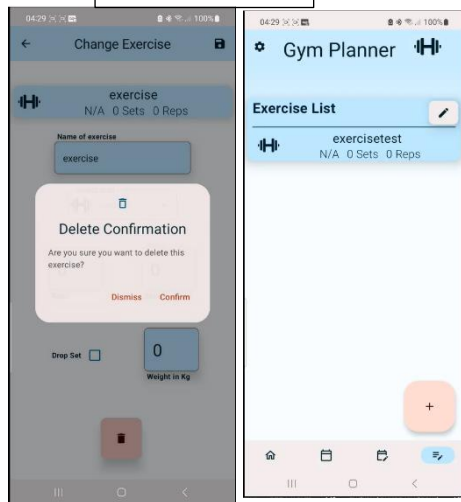 04:29
100%
Change Exercise
exercise
N/A 0 Sets 0 Reps
Name of exercise
exercise
Delete Confirmation
Are you sure you want to delete this
exercise?
Dismiss Confirm
Drop Set
0
Weight in Kg
04:29
100%
Gym Planner
Exercise List
exercisetest
N/A 0 Sets 0 Reps
+